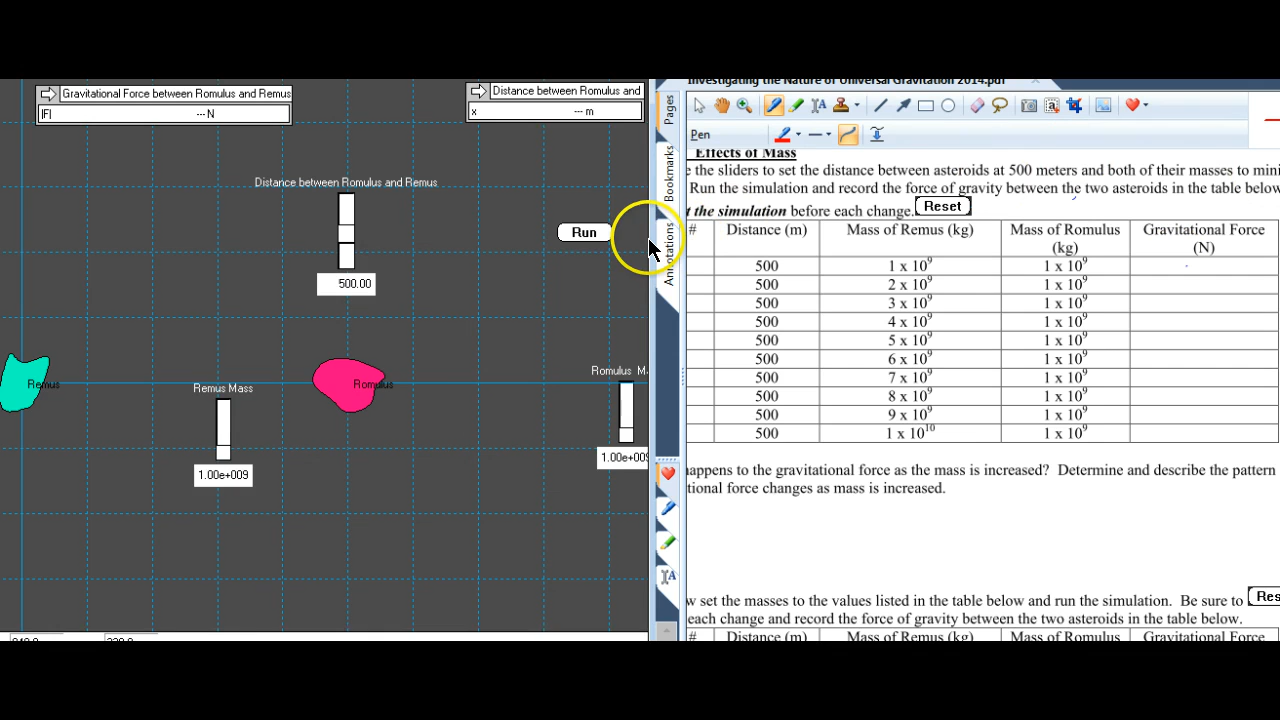 Gravitational Force between Romulus and Remus
|F| --- N
Distance between Romulus and
x --- m
Distance between Romulus and Remus
500.00
Run
Remus
Romulus
Remus Mass
1.00e+009
Romulus M
1.00e+009
Pages
Bookmarks
Annotations
Investigating the Nature of Universal Gravitation 2014.pdf
Pen
Effects of Mass
e the sliders to set the distance between asteroids at 500 meters and both of their masses to mini
Run the simulation and record the force of gravity between the two asteroids in the table below
t the simulation before each change. Reset
# Distance (m) Mass of Remus (kg) Mass of Romulus (kg) Gravitational Force (N)
500 1 x 10⁹ 1 x 10⁹
500 2 x 10⁹ 1 x 10⁹
500 3 x 10⁹ 1 x 10⁹
500 4 x 10⁹ 1 x 10⁹
500 5 x 10⁹ 1 x 10⁹
500 6 x 10⁹ 1 x 10⁹
500 7 x 10⁹ 1 x 10⁹
500 8 x 10⁹ 1 x 10⁹
500 9 x 10⁹ 1 x 10⁹
500 1 x 10¹⁰ 1 x 10⁹
appens to the gravitational force as the mass is increased? Determine and describe the pattern
tional force changes as mass is increased.
w set the masses to the values listed in the table below and run the simulation. Be sure to Res
each change and record the force of gravity between the two asteroids in the table below.
# Distance (m) Mass of Remus (kg) Mass of Romulus Gravitational Force